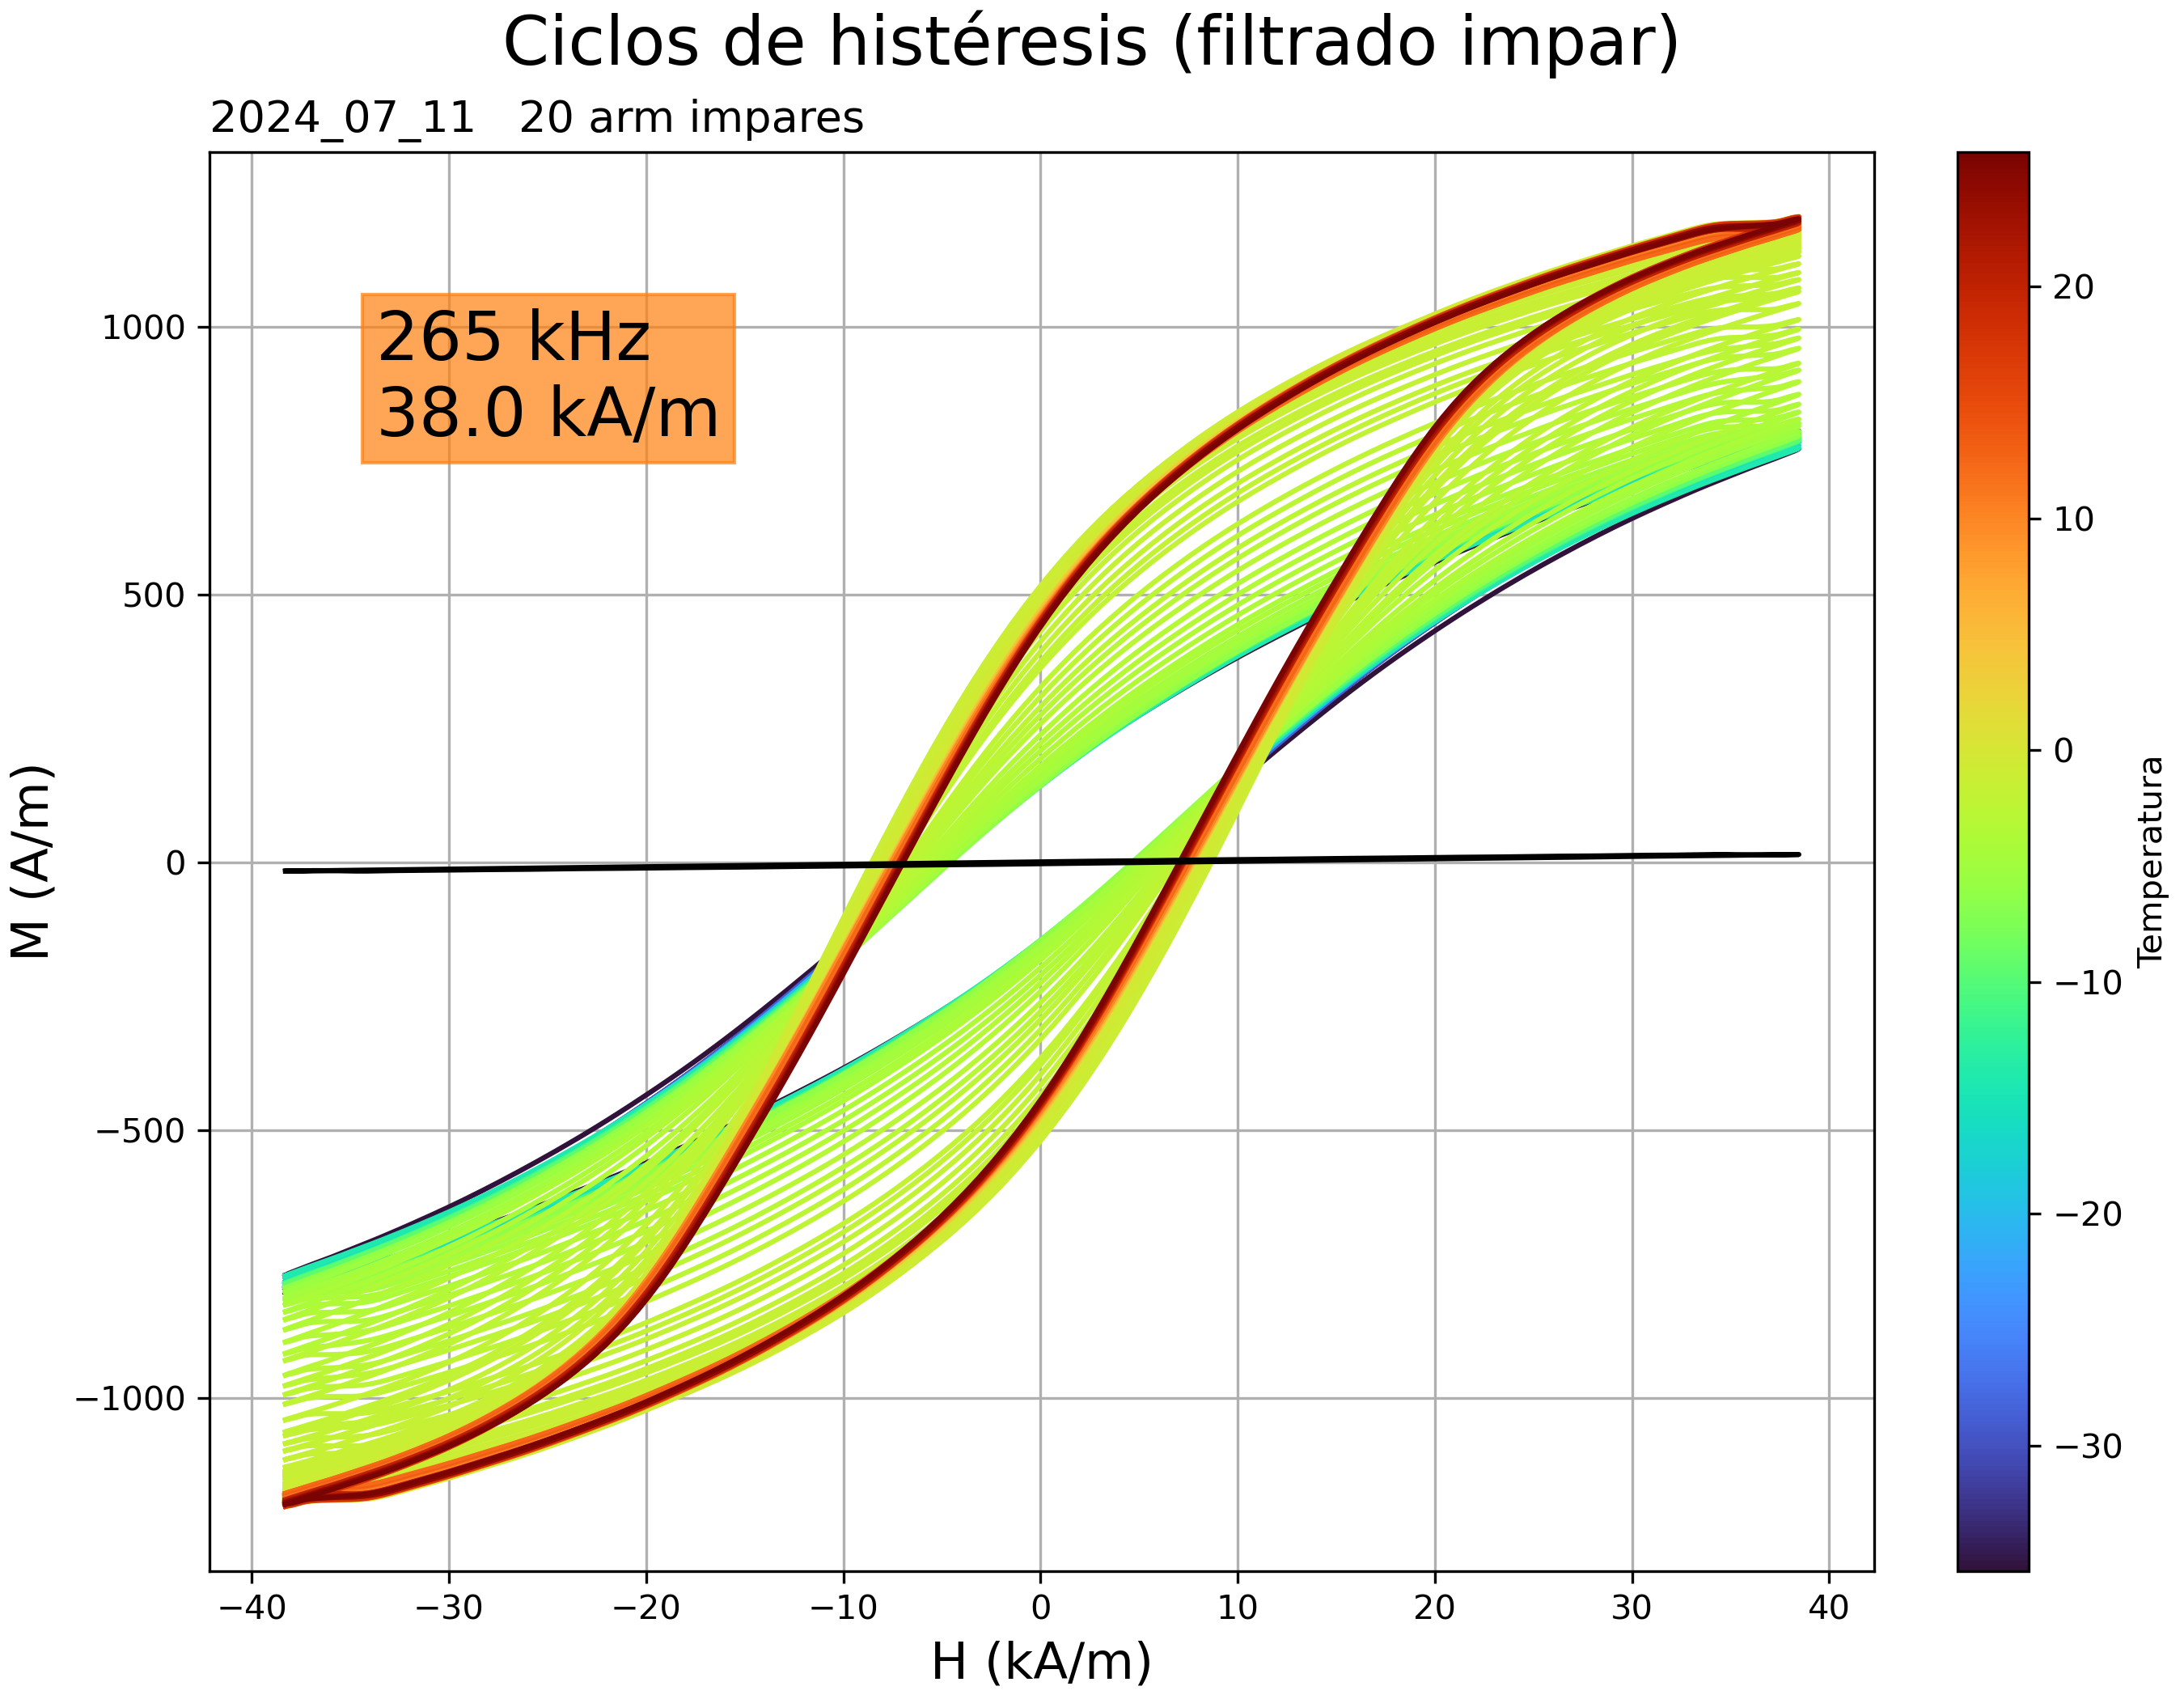 Ciclos de histéresis (filtrado impar)
2024_07_11   20 arm impares
265 kHz
38.0 kA/m
M (A/m)
1000
500
0
−500
−1000
−40
−30
−20
−10
0
10
20
30
40
H (kA/m)
20
10
0
−10
−20
−30
Temperatura